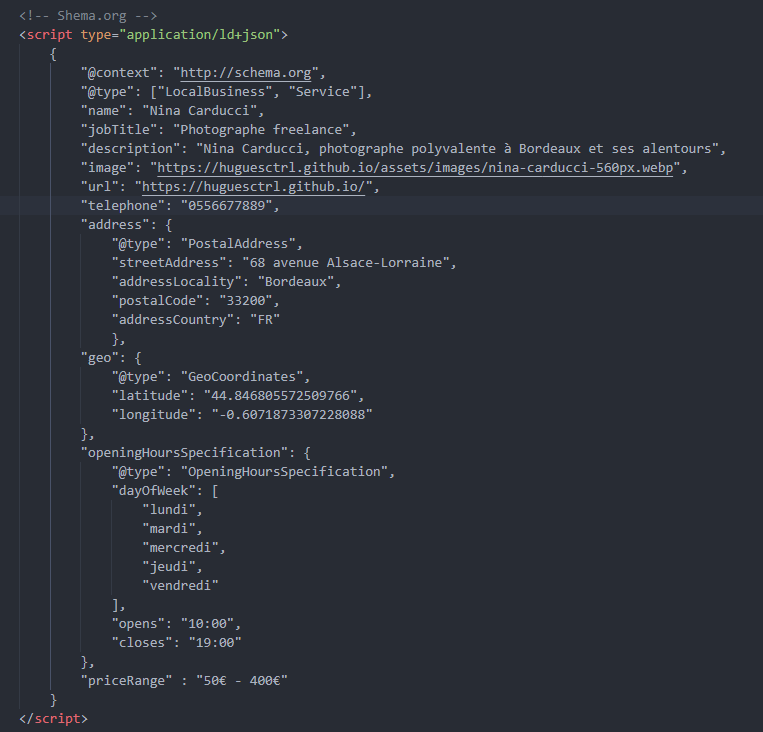 <!-- Shema.org -->
<script type="application/ld+json">
{
"@context": "http://schema.org",
"@type": ["LocalBusiness", "Service"],
"name": "Nina Carducci",
"jobTitle": "Photographe freelance",
"description": "Nina Carducci, photographe polyvalente à Bordeaux et ses alentours",
"image": "https://huguesctrl.github.io/assets/images/nina-carducci-560px.webp",
"url": "https://huguesctrl.github.io/",
"telephone": "0556677889",
"address": {
"@type": "PostalAddress",
"streetAddress": "68 avenue Alsace-Lorraine",
"addressLocality": "Bordeaux",
"postalCode": "33200",
"addressCountry": "FR"
},
"geo": {
"@type": "GeoCoordinates",
"latitude": "44.846805572509766",
"longitude": "-0.6071873307228088"
},
"openingHoursSpecification": {
"@type": "OpeningHoursSpecification",
"dayOfWeek": [
"lundi",
"mardi",
"mercredi",
"jeudi",
"vendredi"
],
"opens": "10:00",
"closes": "19:00"
},
"priceRange" : "50€ - 400€"
}
</script>